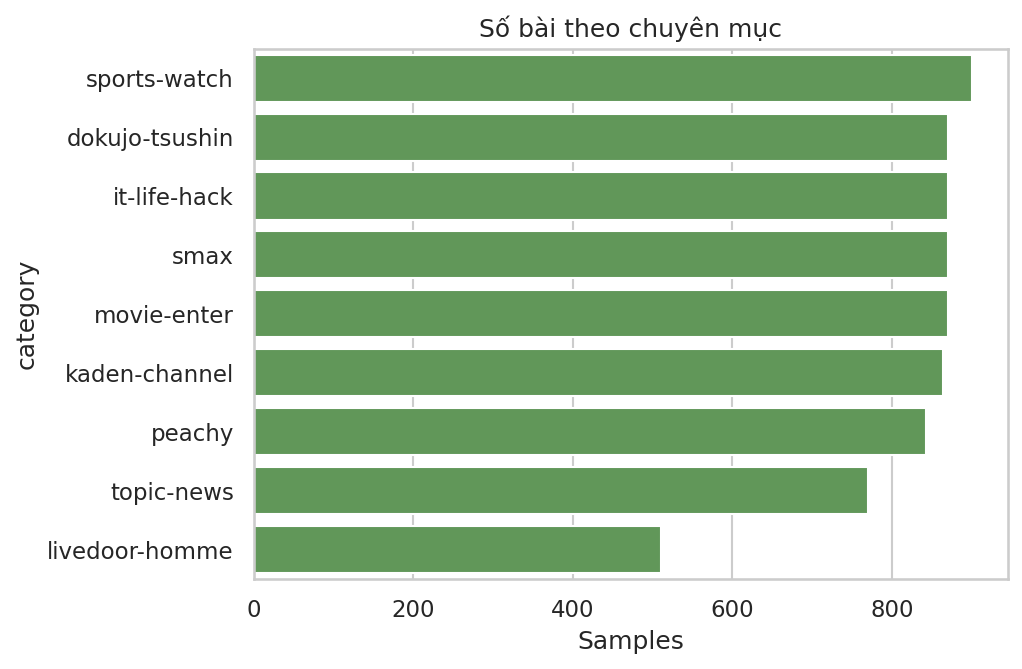 Số bài theo chuyên mục
category
sports-watch
dokujo-tsushin
it-life-hack
smax
movie-enter
kaden-channel
peachy
topic-news
livedoor-homme
0 200 400 600 800
Samples